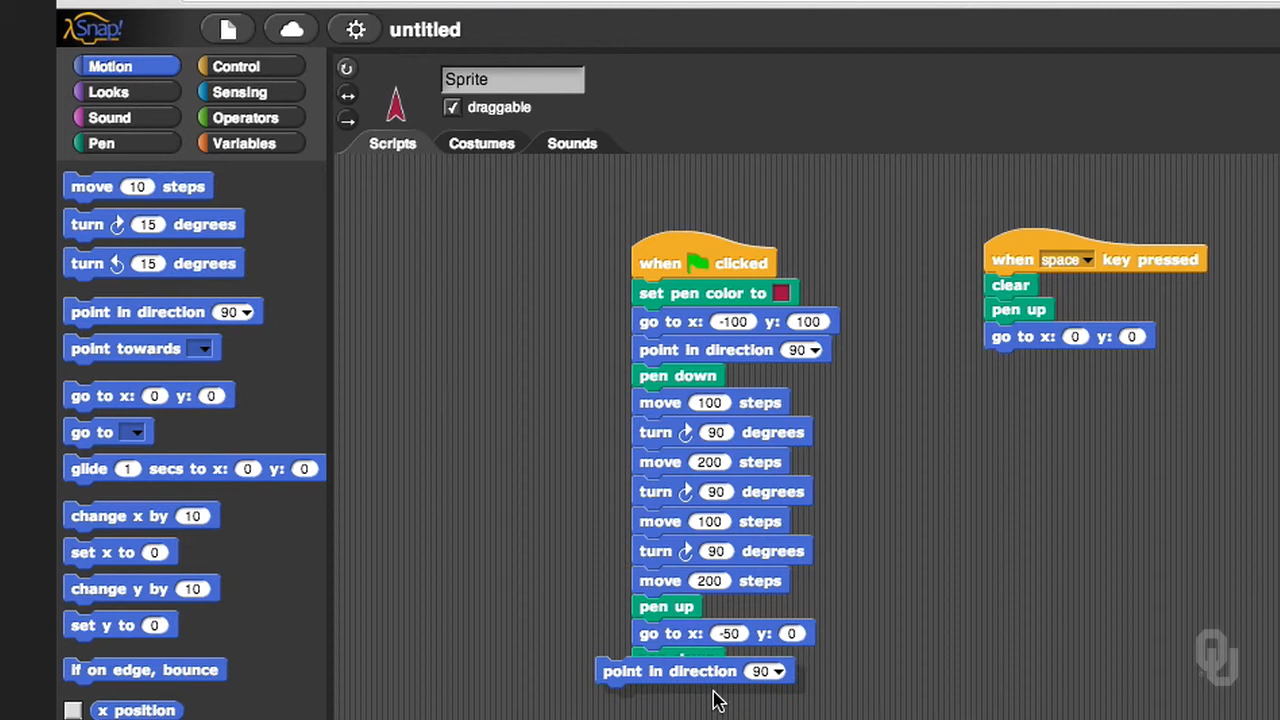 λSnap!
untitled
Motion
Control
Looks
Sensing
Sound
Operators
Pen
Variables
Sprite
draggable
Scripts
Costumes
Sounds
move 10 steps
turn 15 degrees
turn 15 degrees
point in direction 90
point towards
go to x: 0 y: 0
go to
glide 1 secs to x: 0 y: 0
change x by 10
set x to 0
change y by 10
set y to 0
if on edge, bounce
x position
when clicked
set pen color to
go to x: -100 y: 100
point in direction 90
pen down
move 100 steps
turn 90 degrees
move 200 steps
turn 90 degrees
move 100 steps
turn 90 degrees
move 200 steps
pen up
go to x: -50 y: 0
point in direction 90
when space key pressed
clear
pen up
go to x: 0 y: 0
OU